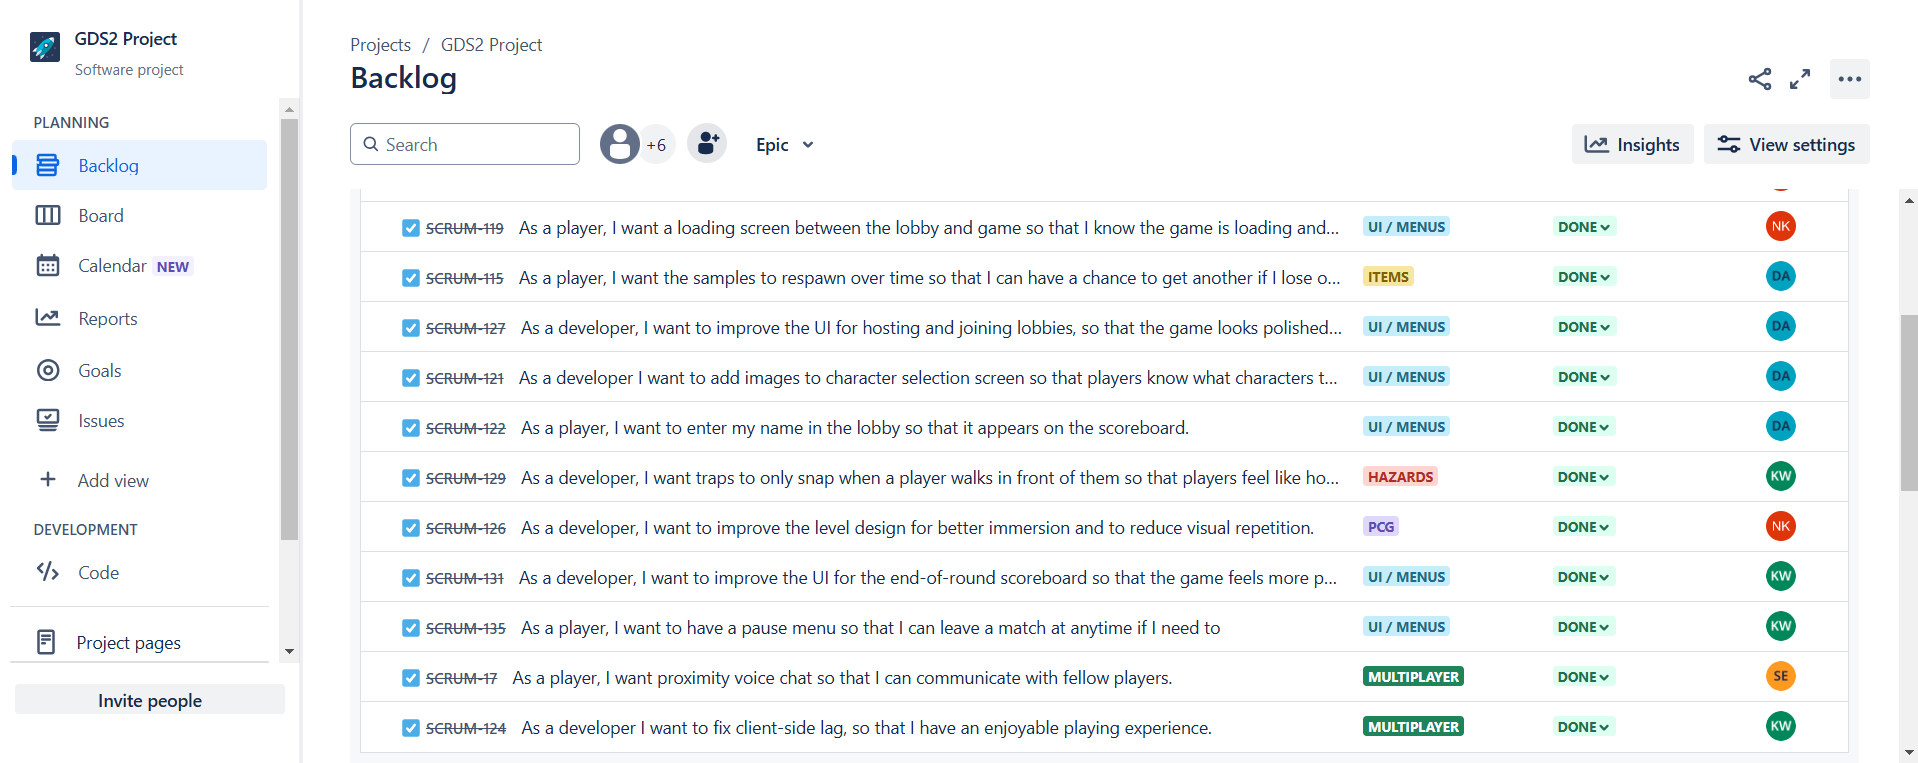 GDS2 Project
Software project
PLANNING
Backlog
Board
Calendar NEW
Reports
Goals
Issues
Add view
DEVELOPMENT
Code
Project pages
Invite people
Projects / GDS2 Project
Backlog
Search
+6
Epic
Insights
View settings
SCRUM-119 As a player, I want a loading screen between the lobby and game so that I know the game is loading and... UI / MENUS DONE NK
SCRUM-115 As a player, I want the samples to respawn over time so that I can have a chance to get another if I lose o... ITEMS DONE DA
SCRUM-127 As a developer, I want to improve the UI for hosting and joining lobbies, so that the game looks polished... UI / MENUS DONE DA
SCRUM-121 As a developer I want to add images to character selection screen so that players know what characters t... UI / MENUS DONE DA
SCRUM-122 As a player, I want to enter my name in the lobby so that it appears on the scoreboard. UI / MENUS DONE DA
SCRUM-129 As a developer, I want traps to only snap when a player walks in front of them so that players feel like ho... HAZARDS DONE KW
SCRUM-126 As a developer, I want to improve the level design for better immersion and to reduce visual repetition. PCG DONE NK
SCRUM-131 As a developer, I want to improve the UI for the end-of-round scoreboard so that the game feels more p... UI / MENUS DONE KW
SCRUM-135 As a player, I want to have a pause menu so that I can leave a match at anytime if I need to UI / MENUS DONE KW
SCRUM-17 As a player, I want proximity voice chat so that I can communicate with fellow players. MULTIPLAYER DONE SE
SCRUM-124 As a developer I want to fix client-side lag, so that I have an enjoyable playing experience. MULTIPLAYER DONE KW